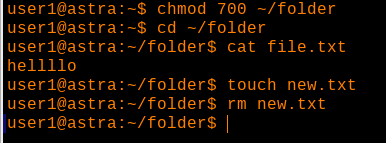 user1@astra:~$ chmod 700 ~/folder
user1@astra:~$ cd ~/folder
user1@astra:~/folder$ cat file.txt
hellllo
user1@astra:~/folder$ touch new.txt
user1@astra:~/folder$ rm new.txt
user1@astra:~/folder$